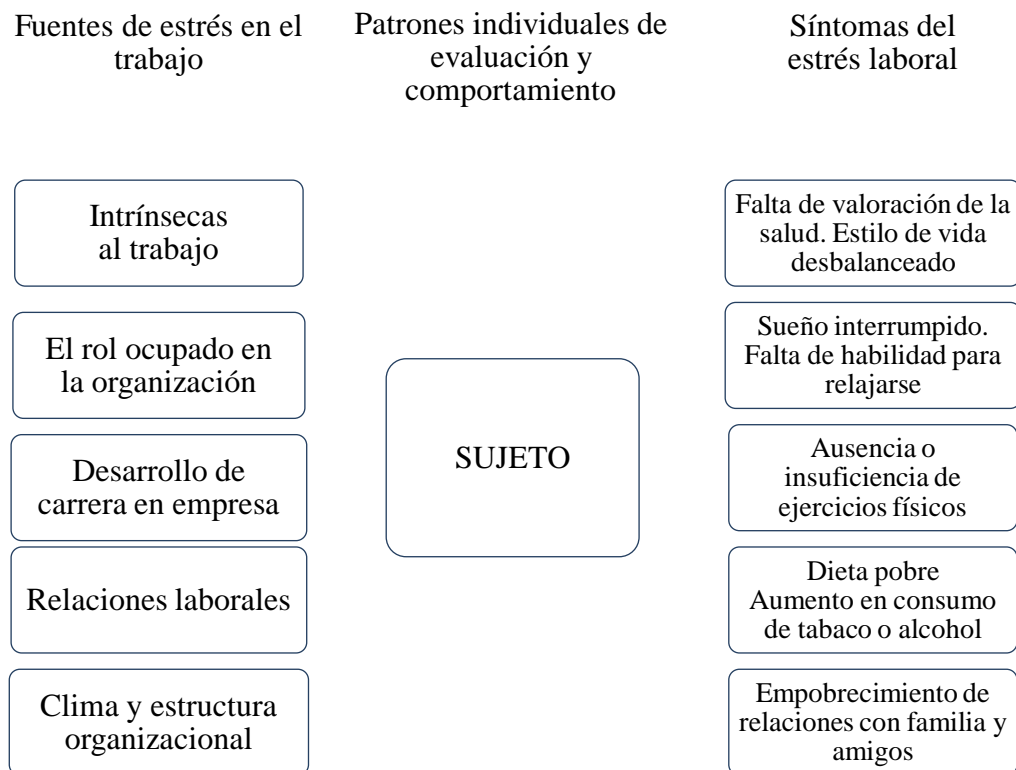 Fuentes de estrés en el
trabajo
Patrones individuales de
evaluación y
comportamiento
Síntomas del
estrés laboral
Intrínsecas
al trabajo
El rol ocupado en
la organización
Desarrollo de
carrera en empresa
Relaciones laborales
Clima y estructura
organizacional
SUJETO
Falta de valoración de la
salud. Estilo de vida
desbalanceado
Sueño interrumpido.
Falta de habilidad para
relajarse
Ausencia o
insuficiencia de
ejercicios físicos
Dieta pobre
Aumento en consumo
de tabaco o alcohol
Empobrecimiento de
relaciones con familia y
amigos